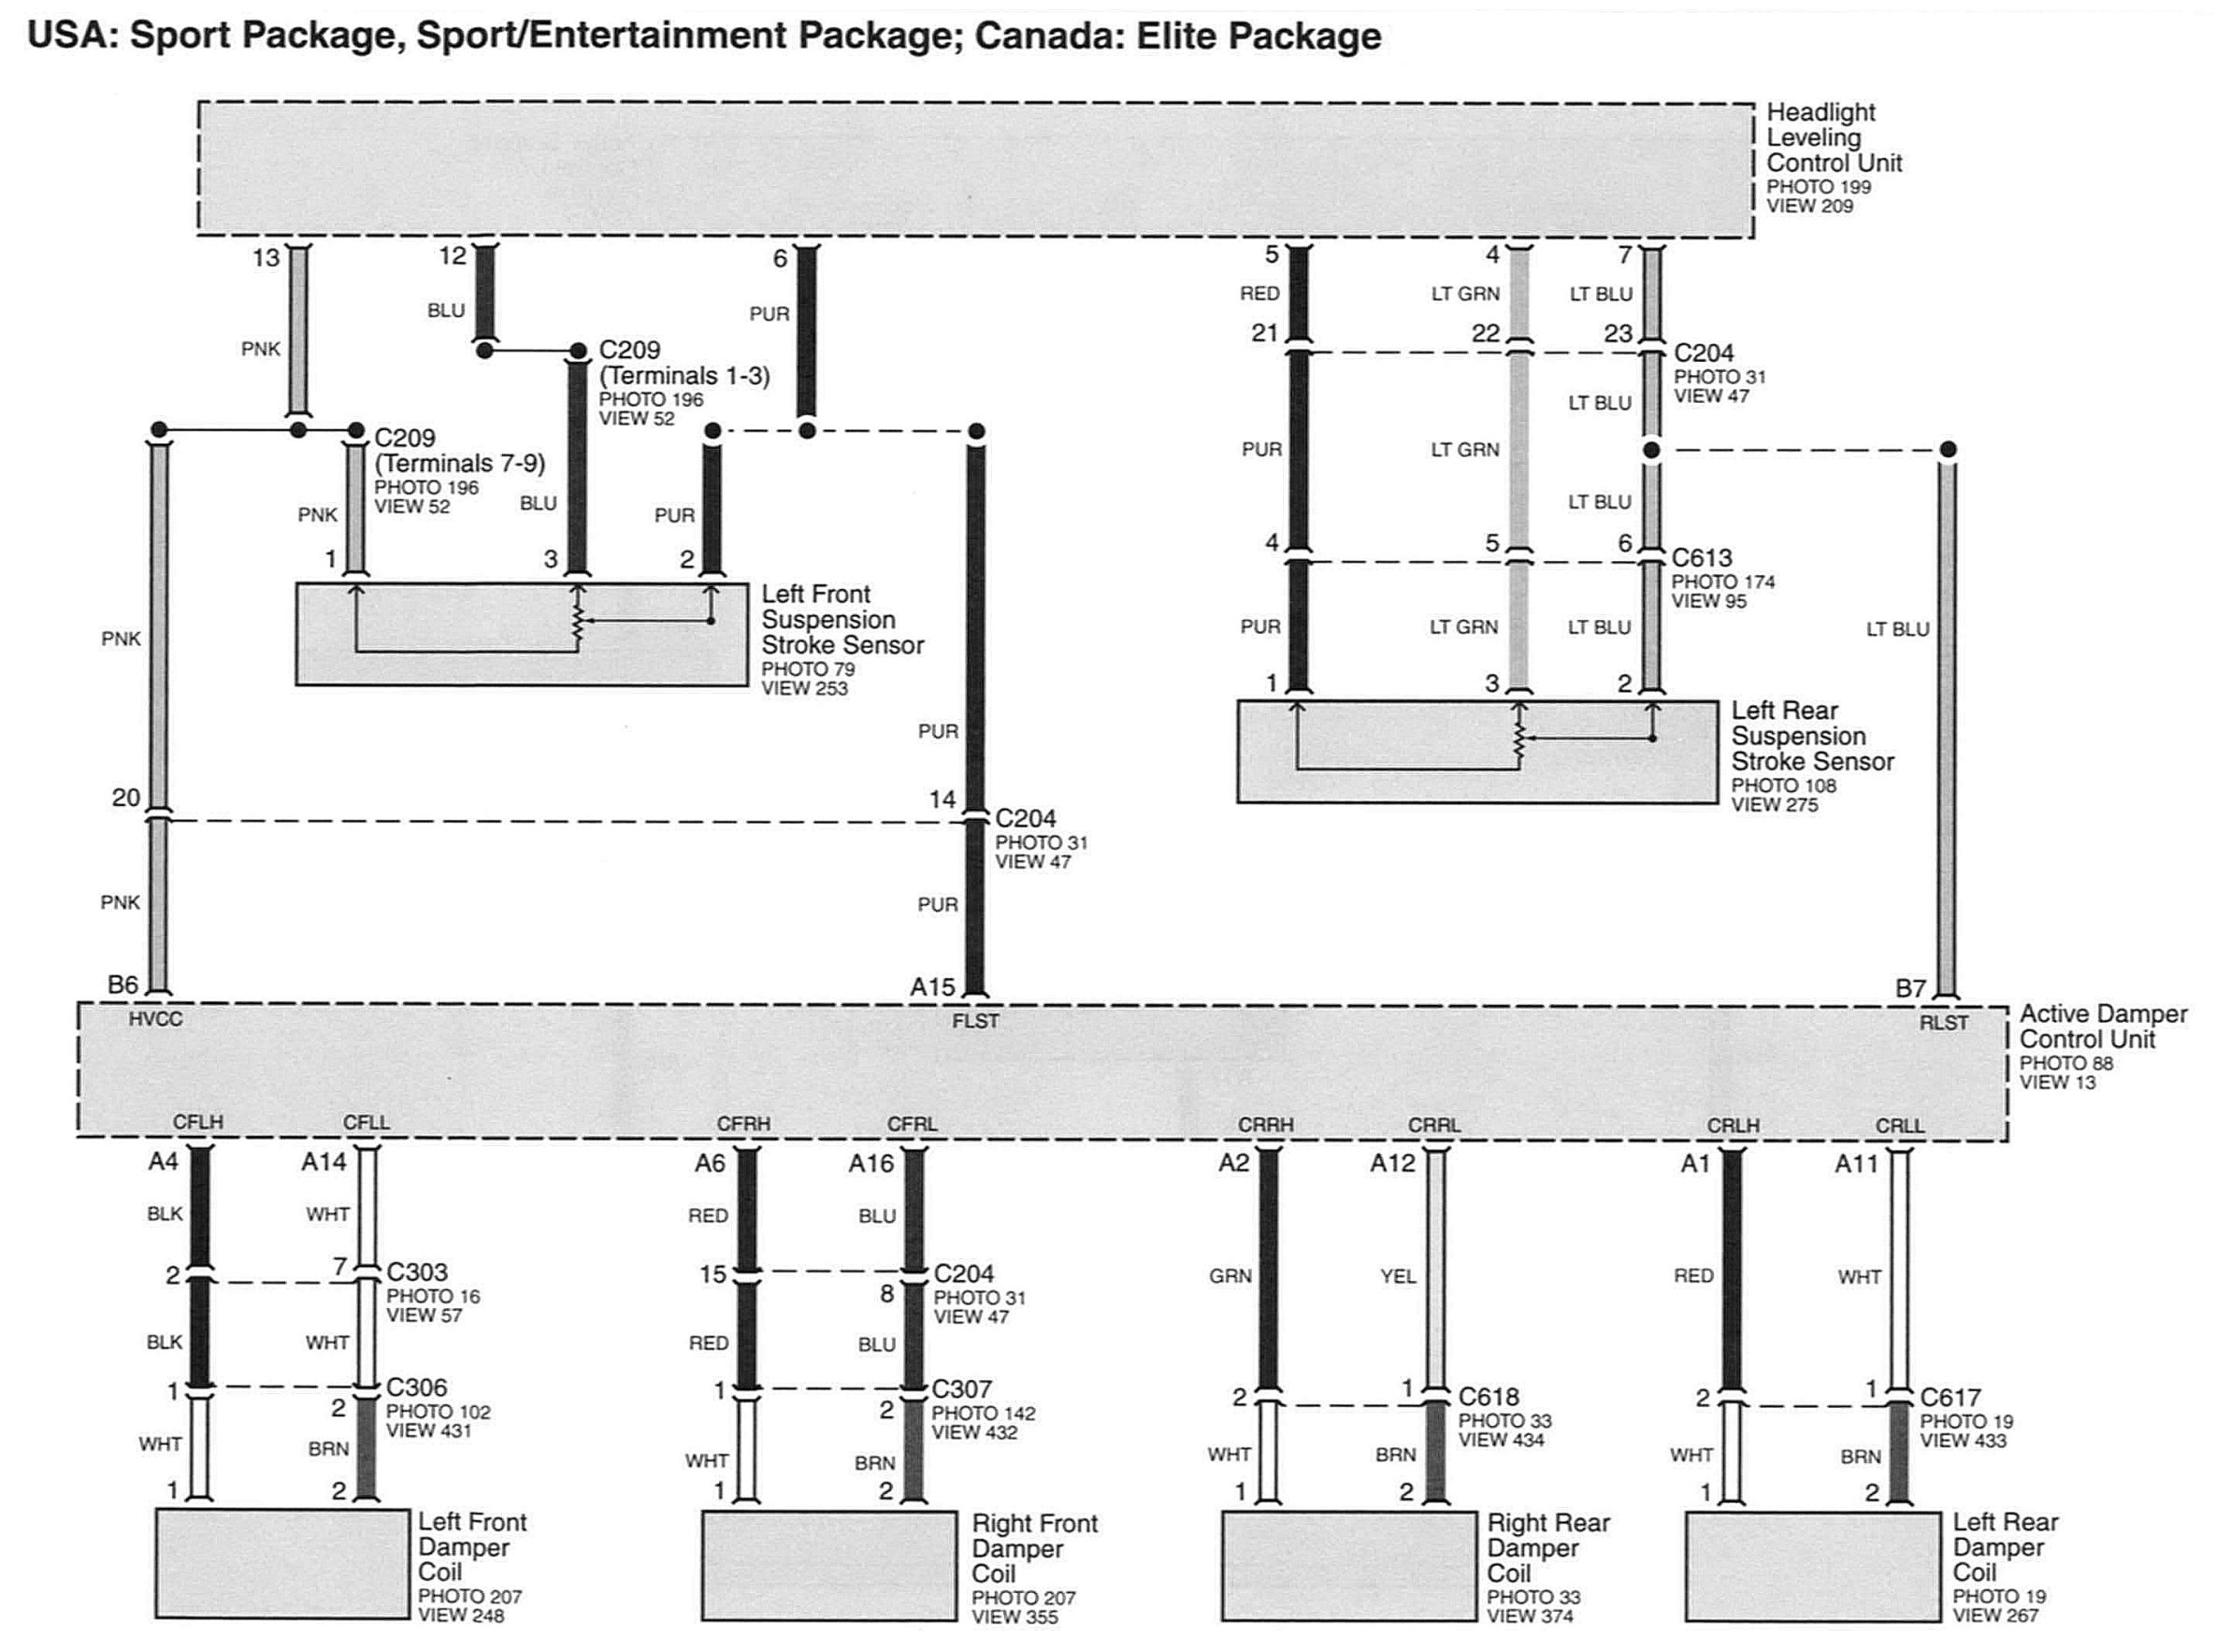 USA: Sport Package, Sport/Entertainment Package; Canada: Elite Package
Headlight
Leveling
Control Unit
PHOTO 199
VIEW 209
13
12
6
5
4
7
PNK
BLU
PUR
RED
LT GRN
LT BLU
21
22
23
C204
PHOTO 31
VIEW 47
C209
(Terminals 1-3)
PHOTO 196
VIEW 52
C209
(Terminals 7-9)
PHOTO 196
VIEW 52
PNK
BLU
PUR
1
3
2
Left Front
Suspension
Stroke Sensor
PHOTO 79
VIEW 253
LT BLU
PUR
LT GRN
LT BLU
4
5
6
C613
PHOTO 174
VIEW 95
PUR
LT GRN
LT BLU
LT BLU
1
3
2
Left Rear
Suspension
Stroke Sensor
PHOTO 108
VIEW 275
PNK
PUR
20
14
C204
PHOTO 31
VIEW 47
PNK
PUR
B6
A15
B7
HVCC
FLST
RLST
Active Damper
Control Unit
PHOTO 88
VIEW 13
CFLH
CFLL
CFRH
CFRL
CRRH
CRRL
CRLH
CRLL
A4
A14
A6
A16
A2
A12
A1
A11
BLK
WHT
RED
BLU
GRN
YEL
RED
WHT
2
7
C303
PHOTO 16
VIEW 57
15
8
C204
PHOTO 31
VIEW 47
BLK
WHT
RED
BLU
1
2
C306
PHOTO 102
VIEW 431
1
2
C307
PHOTO 142
VIEW 432
2
1
C618
PHOTO 33
VIEW 434
2
1
C617
PHOTO 19
VIEW 433
WHT
BRN
WHT
BRN
WHT
BRN
WHT
BRN
1
2
1
2
1
2
1
2
Left Front
Damper
Coil
PHOTO 207
VIEW 248
Right Front
Damper
Coil
PHOTO 207
VIEW 355
Right Rear
Damper
Coil
PHOTO 33
VIEW 374
Left Rear
Damper
Coil
PHOTO 19
VIEW 267